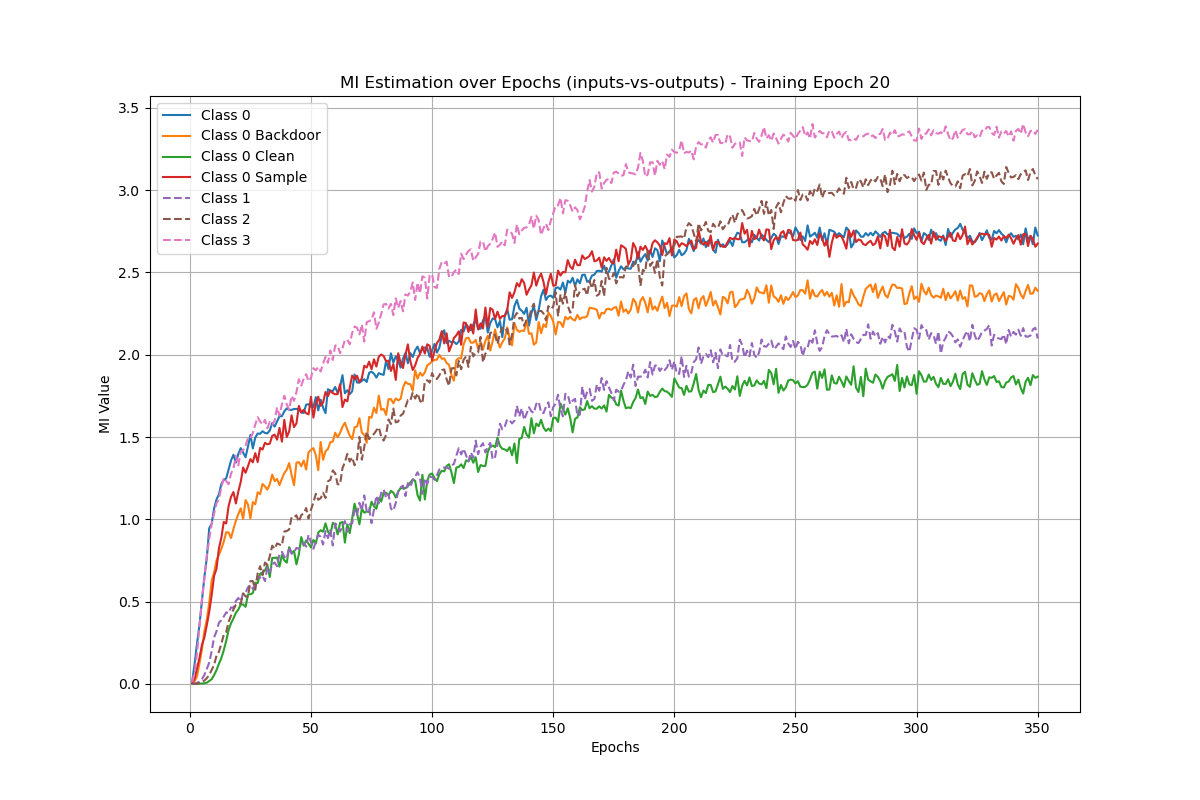 MI Estimation over Epochs (inputs-vs-outputs) - Training Epoch 20
3.5
3.0
2.5
2.0
1.5
1.0
0.5
0.0
MI Value
Class 0
Class 0 Backdoor
Class 0 Clean
Class 0 Sample
Class 1
Class 2
Class 3
0 50 100 150 200 250 300 350
Epochs